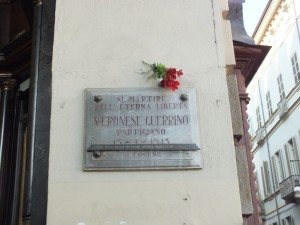 AL MARTIRE
DELL'ETERNA LIBERTÀ
VERONESE GUERRINO
PARTIGIANO